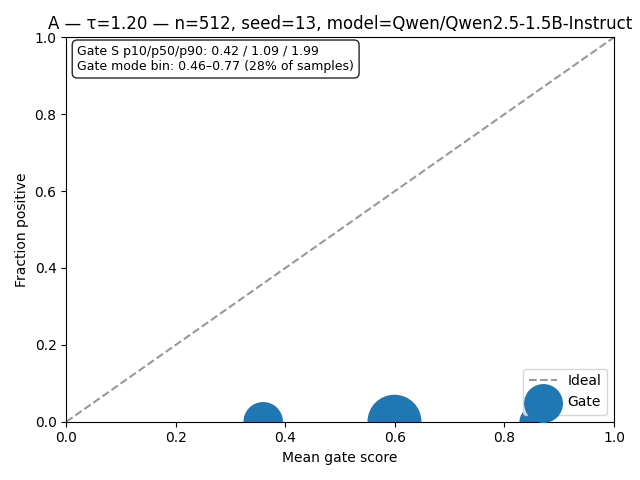 A — τ=1.20 — n=512, seed=13, model=Qwen/Qwen2.5-1.5B-Instruct
Gate S p10/p50/p90: 0.42 / 1.09 / 1.99
Gate mode bin: 0.46–0.77 (28% of samples)
1.0
0.8
0.6
0.4
0.2
0.0
Fraction positive
Ideal
Gate
0.0 0.2 0.4 0.6 0.8 1.0
Mean gate score